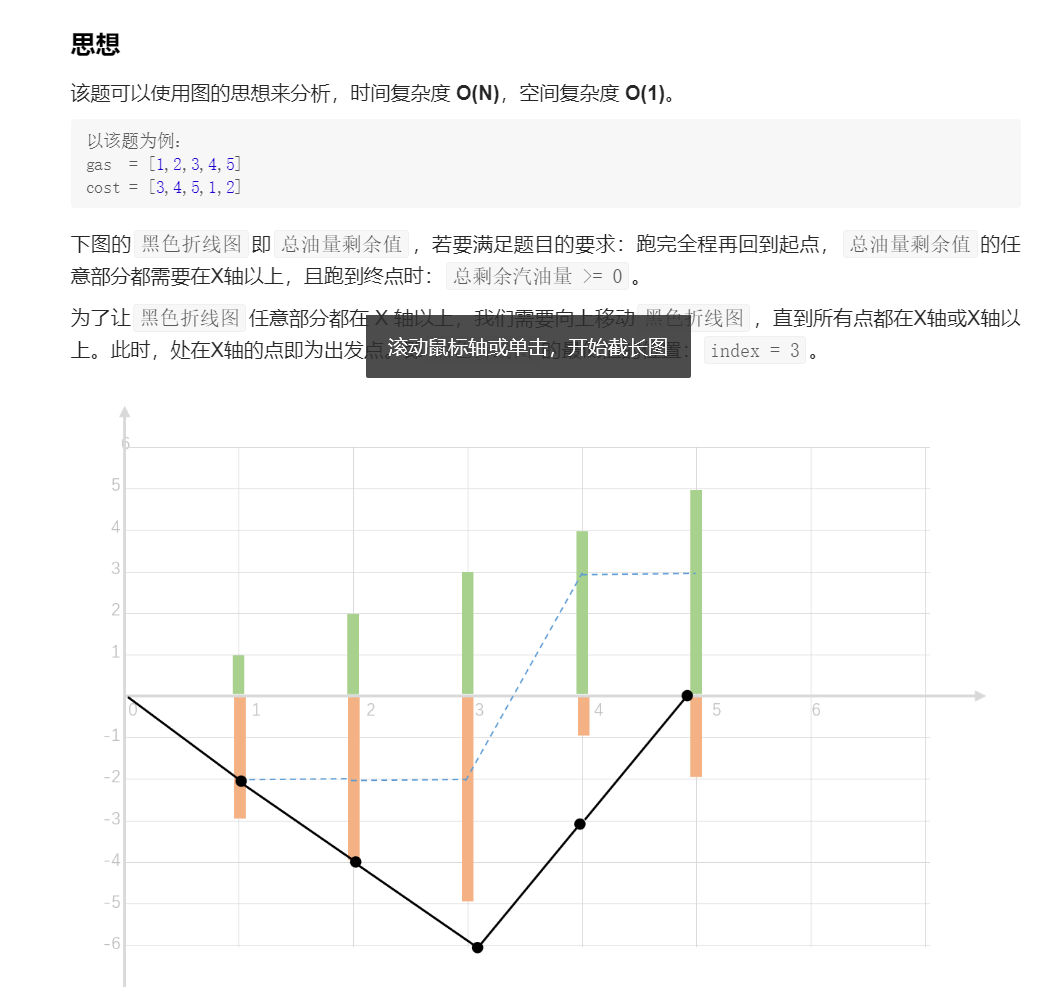 思想
该题可以使用图的思想来分析，时间复杂度 O(N)，空间复杂度 O(1)。
以该题为例：
gas  = [1,2,3,4,5]
cost = [3,4,5,1,2]
下图的 黑色折线图 即 总油量剩余值 ，若要满足题目的要求：跑完全程再回到起点， 总油量剩余值 的任
意部分都需要在X轴以上，且跑到终点时： 总剩余汽油量 >= 0 。
为了让 黑色折线图 任意部分都在 X 轴以上，我们需要向上移动 黑色折线图 ，直到所有点都在X轴或X轴以
上。此时，处在X轴的点即为出发点 index = 3 。
滚动鼠标轴或单击，开始截长图
6
5
4
3
2
1
0 1 2 3 4 5 6
-1
-2
-3
-4
-5
-6